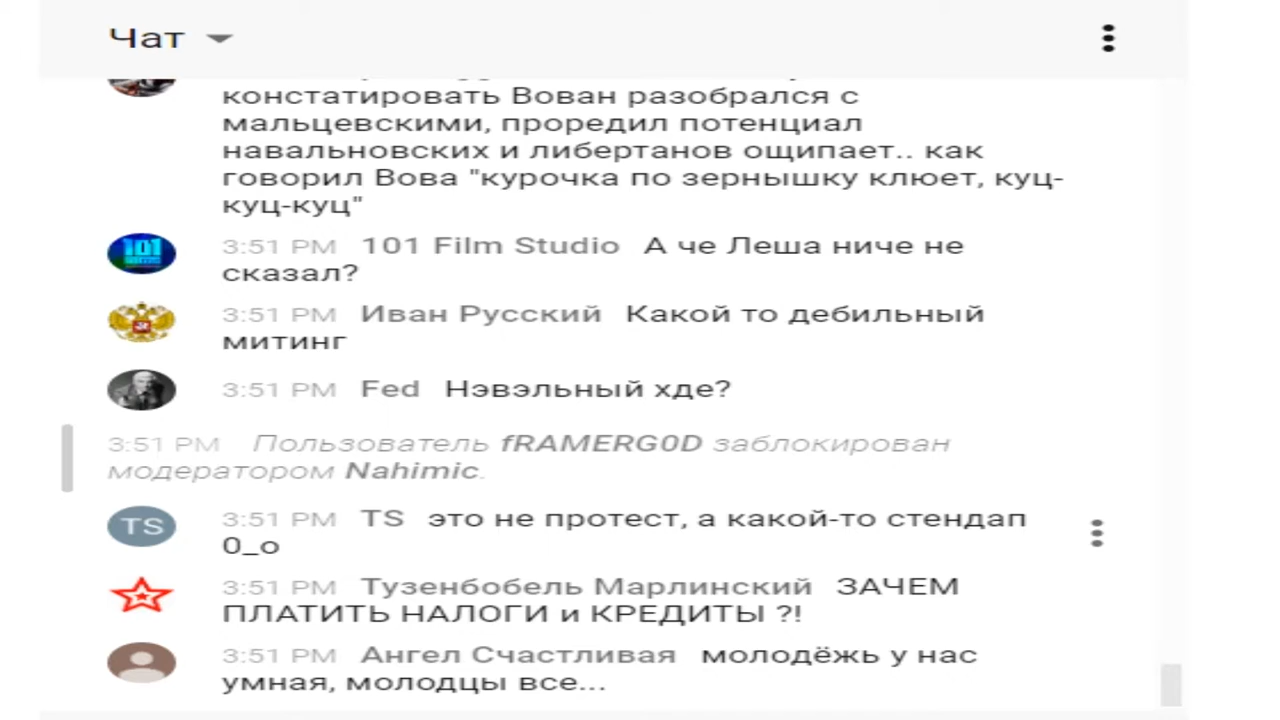 Чат
констатировать Вован разобрался с
мальцевскими, проредил потенциал
навальновских и либертанов ощипает.. как
говорил Вова "курочка по зернышку клюет, куц-
куц-куц"
101
3:51 PM 101 Film Studio А че Леша ниче не
сказал?
3:51 PM Иван Русский Какой то дебильный
митинг
3:51 PM Fed Нэвэльный хде?
3:51 PM Пользователь fRAMERG0D заблокирован
модератором Nahimic.
TS
3:51 PM TS это не протест, а какой-то стендап
0_о
3:51 PM Тузенбобель Марлинский ЗАЧЕМ
ПЛАТИТЬ НАЛОГИ и КРЕДИТЫ ?!
3:51 PM Ангел Счастливая молодёжь у нас
умная, молодцы все...